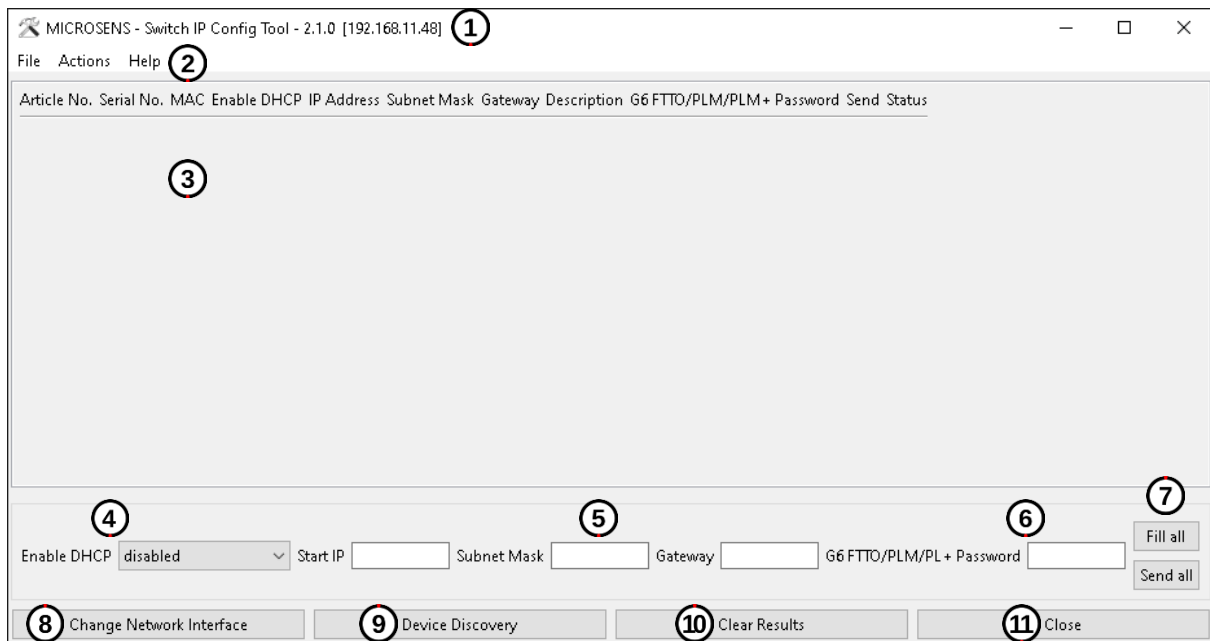 MICROSENS - Switch IP Config Tool - 2.1.0 [192.168.11.48] 1
File Actions Help 2
Article No. Serial No. MAC Enable DHCP IP Address Subnet Mask Gateway Description G6 FTTO/PLM/PLM+ Password Send Status
3
4 5 6 7
Fill all
Enable DHCP disabled Start IP Subnet Mask Gateway G6 FTTO/PLM/PL+ Password
Send all
8 Change Network Interface 9 Device Discovery 10 Clear Results 11 Close